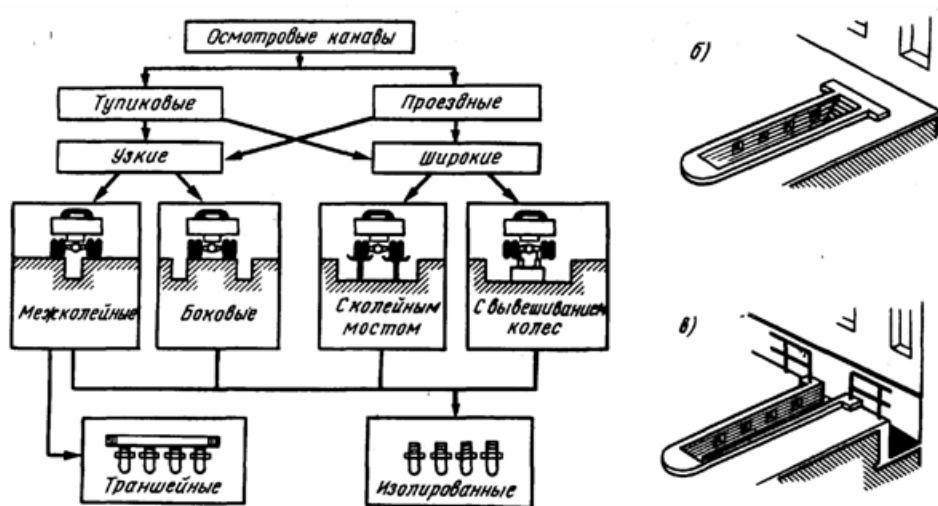 Осмотровые канавы
Тупиковые
Проездные
Узкие
Широкие
Межколейные
Боковые
С колейным
мостом
С вывешиванием
колес
Траншейные
Изолированные
б)
в)